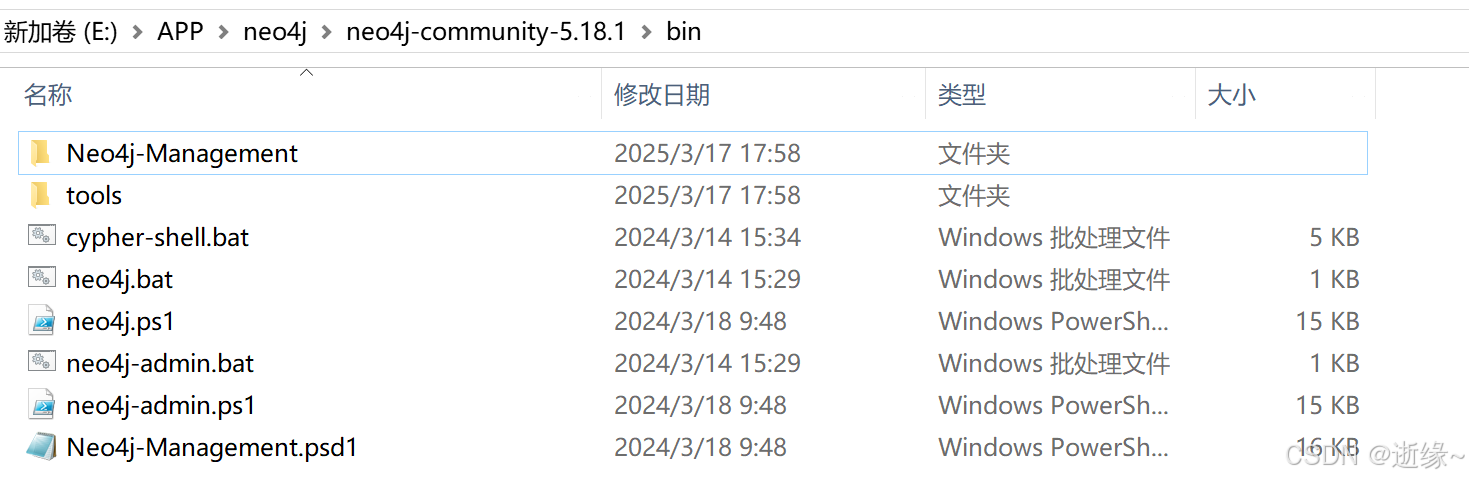 新加卷 (E:) > APP > neo4j > neo4j-community-5.18.1 > bin
名称 修改日期 类型 大小
Neo4j-Management 2025/3/17 17:58 文件夹
tools 2025/3/17 17:58 文件夹
cypher-shell.bat 2024/3/14 15:34 Windows 批处理文件 5 KB
neo4j.bat 2024/3/14 15:29 Windows 批处理文件 1 KB
neo4j.ps1 2024/3/18 9:48 Windows PowerSh... 15 KB
neo4j-admin.bat 2024/3/14 15:29 Windows 批处理文件 1 KB
neo4j-admin.ps1 2024/3/18 9:48 Windows PowerSh... 15 KB
Neo4j-Management.psd1 2024/3/18 9:48 Windows PowerSh... 16 KB
CSDN @逝缘~